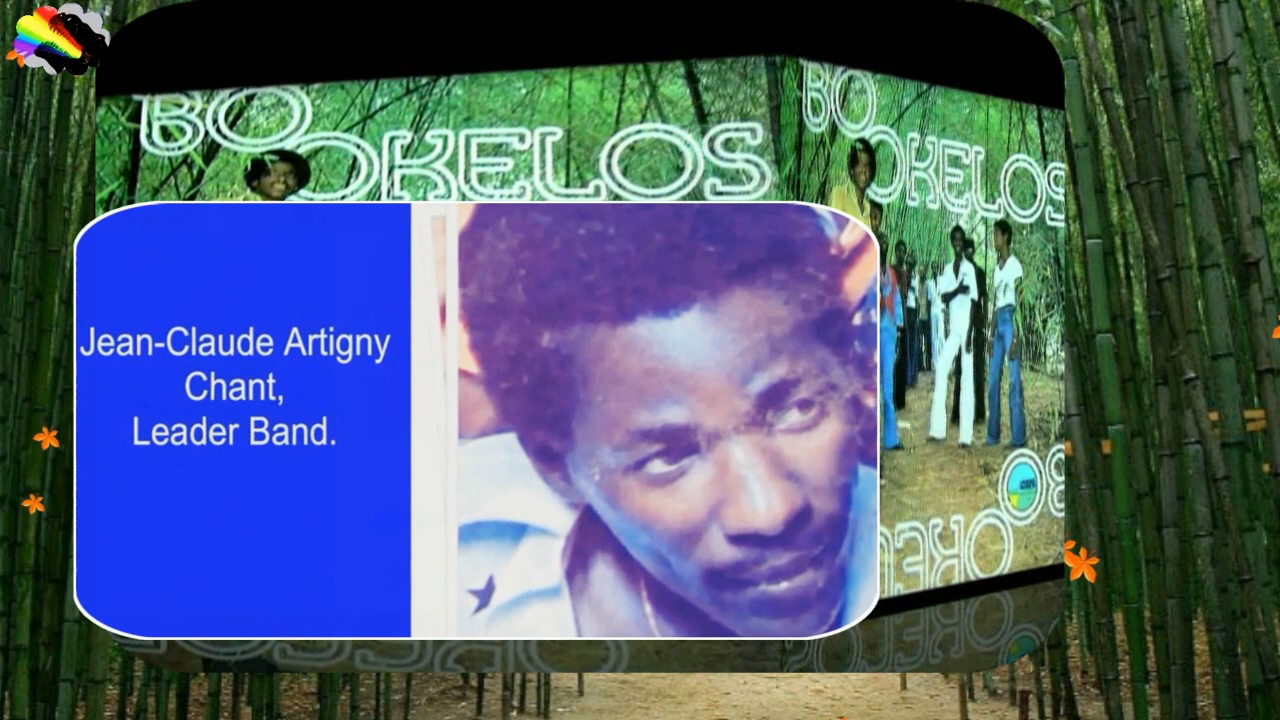 BO
OKELOS
BO
OKELOS
Jean-Claude Artigny
Chant,
Leader Band.